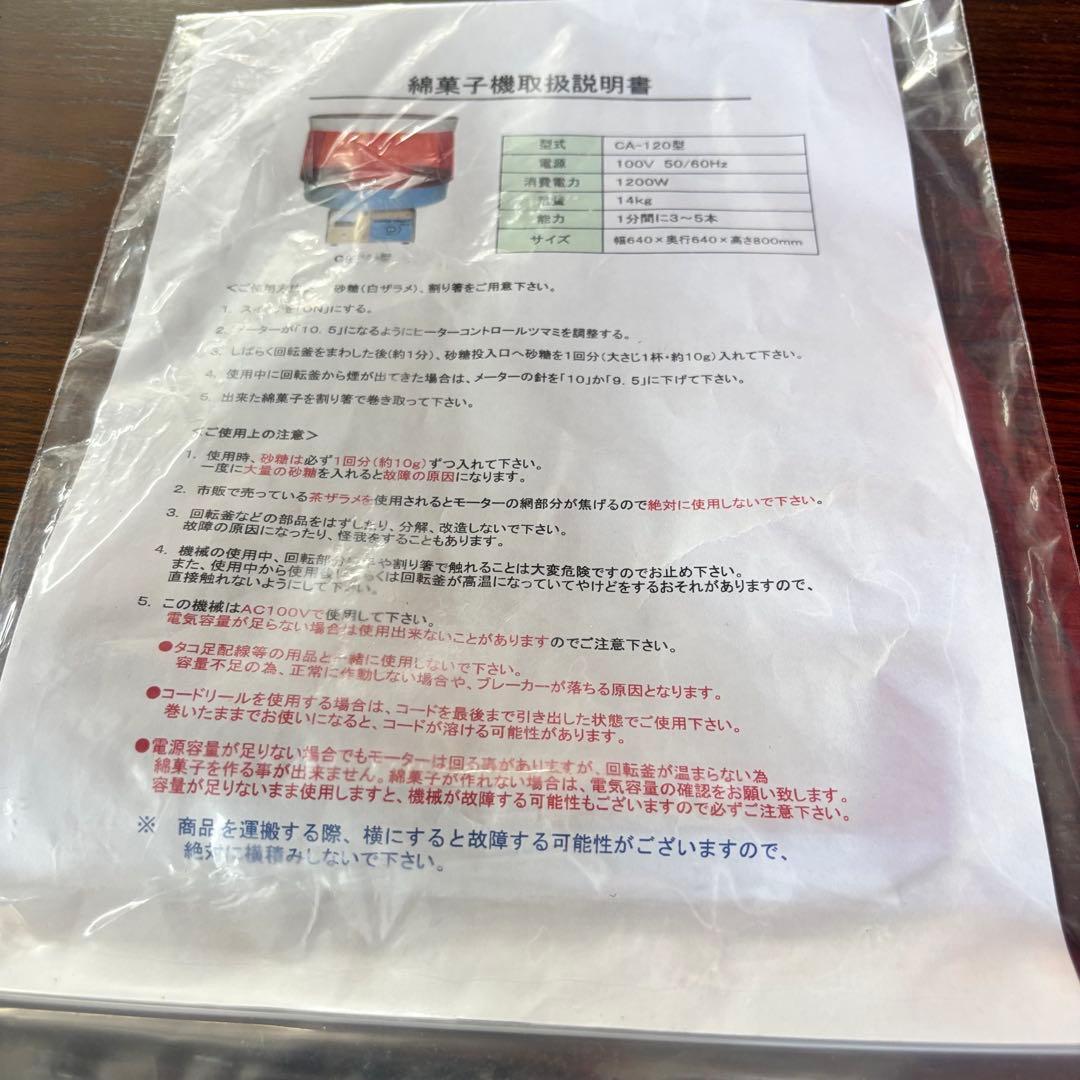 綿菓子機取扱説明書
型式 CA-120型
電源 100V 50/60Hz
消費電力 1200W
14kg
能力 1分間に3～5本
サイズ 幅640×奥行640×高さ800mm
型
＜ご使用 砂糖(白ザラメ)、割り箸をご用意下さい。
1. 「ON」にする。
2. メーターが「10.5」になるようにヒーターコントロールツマミを調整する。
3. しばらく回転釜をまわした後(約1分)、砂糖投入口へ砂糖を1回分(大さじ1杯・約10g)入れて下さい。
4. 使用中に回転釜から煙が出てきた場合は、メーターの針を「10」か「9.5」に下げて下さい。
5. 出来た綿菓子を割り箸で巻き取って下さい。
＜ご使用上の注意＞
1. 使用時、砂糖は必ず1回分(約10g)ずつ入れて下さい。
一度に大量の砂糖を入れると故障の原因になります。
2. 市販で売っている茶ザラメを使用されるとモーターの網部分が焦げるので絶対に使用しないで下さい。
3. 回転釜などの部品をはずしたり、分解、改造しないで下さい。
故障の原因になったり、怪我をすることもあります。
4. 機械の使用中、回転部分 手や割り箸で触れることは大変危険ですのでお止め下さい。
また、使用中から使用 くは回転釜が高温になっていてやけどをするおそれがありますので、
直接触れないようにして下さい。
5. この機械はAC100Vで使用して下さい。
電気容量が足らない場合は使用出来ないことがありますのでご注意下さい。
●タコ足配線等の用品と一緒に使用しないで下さい。
容量不足の為、正常に作動しない場合や、ブレーカーが落ちる原因となります。
●コードリールを使用する場合は、コードを最後まで引き出した状態でご使用下さい。
巻いたままでお使いになると、コードが溶ける可能性があります。
●電源容量が足りない場合でもモーターは回る事がありますが、回転釜が温まらない為
綿菓子を作る事が出来ません。綿菓子が作れない場合は、電気容量の確認をお願い致します。
容量が足りないまま使用しますと、機械が故障する可能性もございますので必ずご注意下さい。
※ 商品を運搬する際、横にすると故障する可能性がございますので、
絶対に横積みしないで下さい。